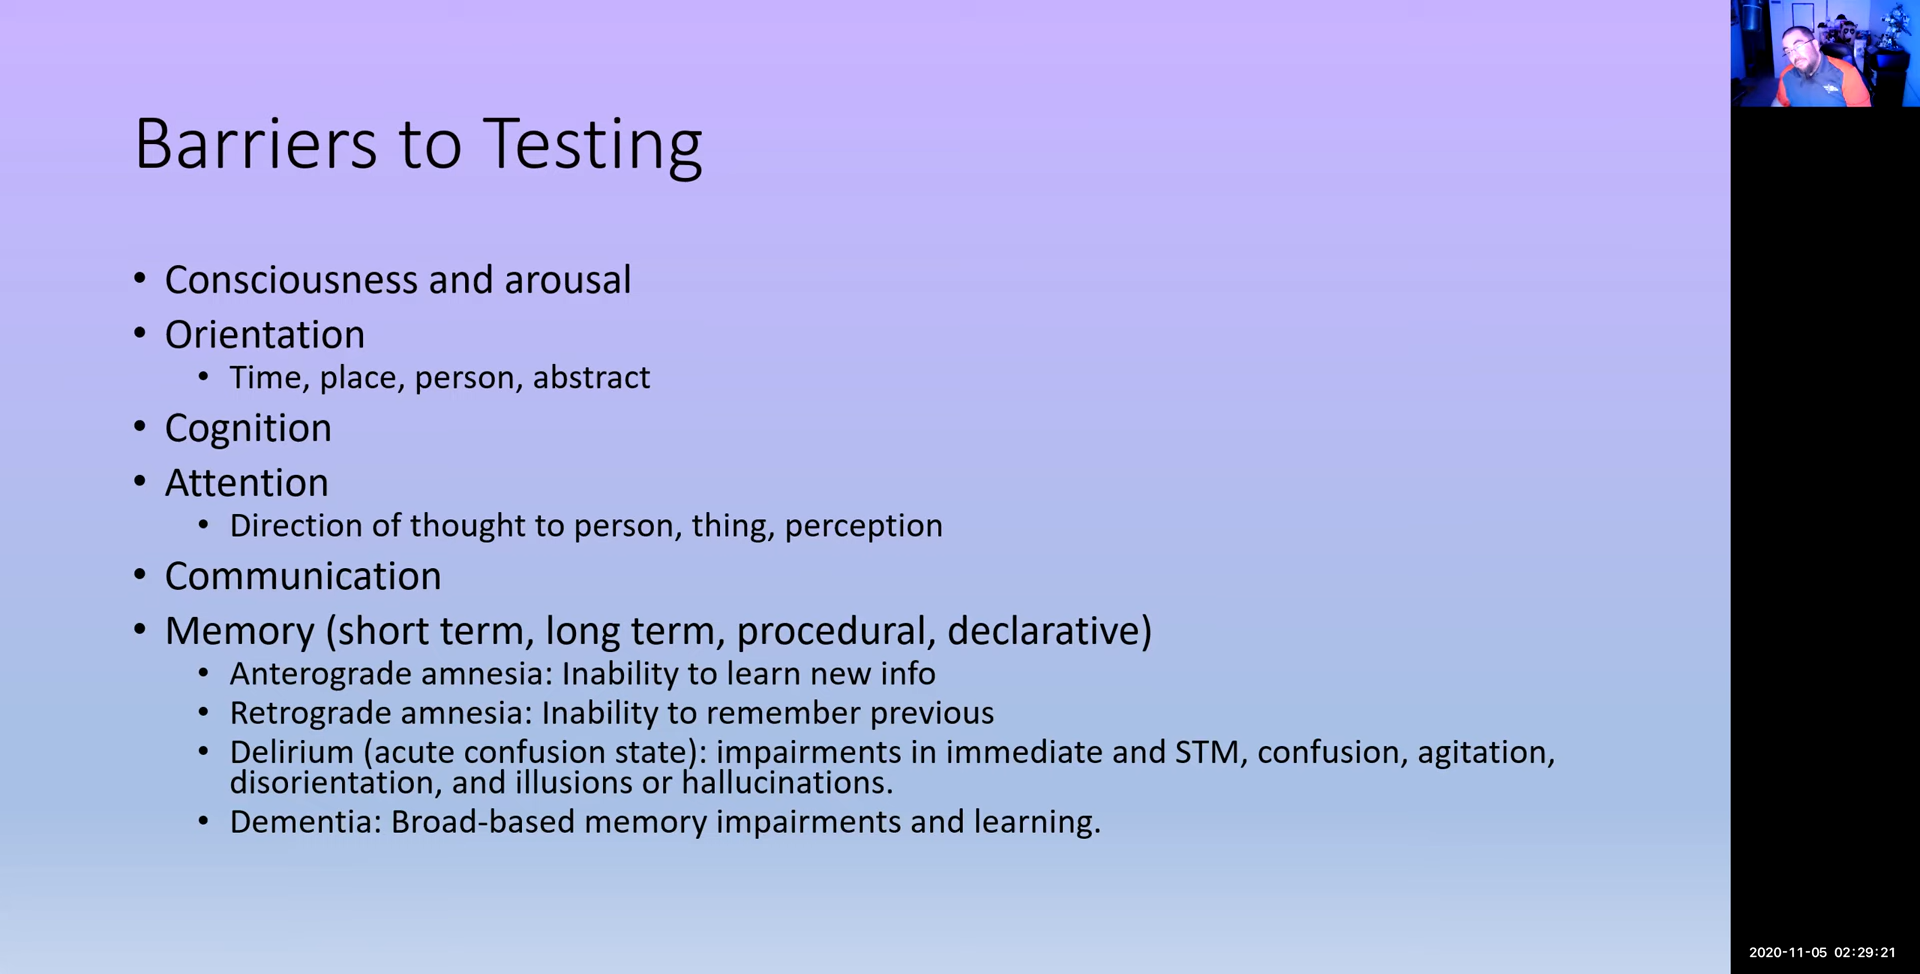 Barriers to Testing
• Consciousness and arousal
• Orientation
• Time, place, person, abstract
• Cognition
• Attention
• Direction of thought to person, thing, perception
• Communication
• Memory (short term, long term, procedural, declarative)
• Anterograde amnesia: Inability to learn new info
• Retrograde amnesia: Inability to remember previous
• Delirium (acute confusion state): impairments in immediate and STM, confusion, agitation,
disorientation, and illusions or hallucinations.
• Dementia: Broad-based memory impairments and learning.
2020-11-05 02:29:21